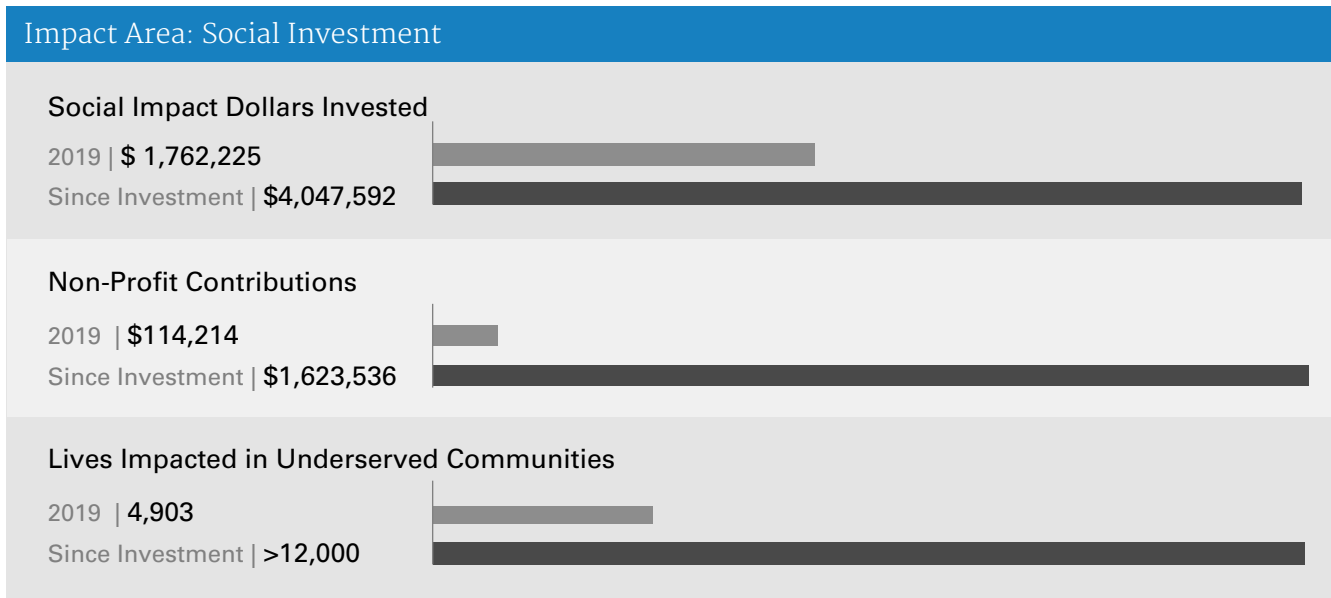 Impact Area: Social Investment
Social Impact Dollars Invested
2019 | $ 1,762,225
Since Investment | $4,047,592
Non-Profit Contributions
2019 | $114,214
Since Investment | $1,623,536
Lives Impacted in Underserved Communities
2019 | 4,903
Since Investment | >12,000